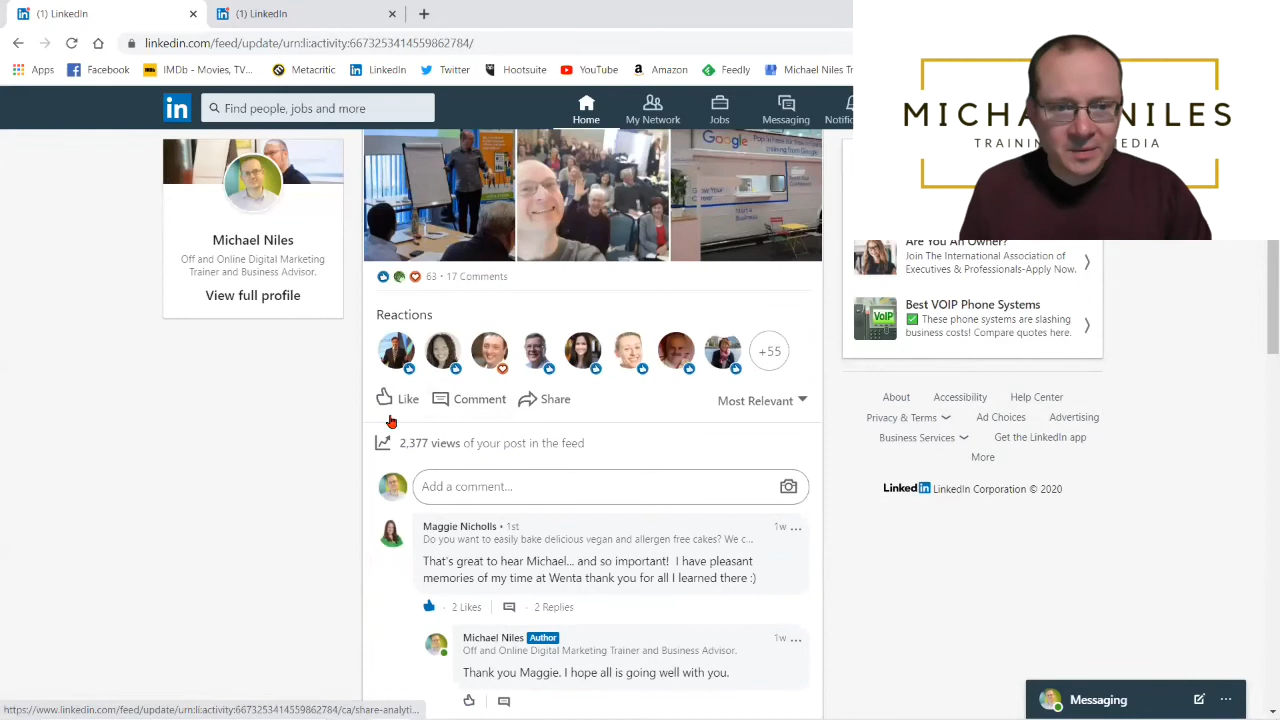 (1) LinkedIn
(1) LinkedIn
linkedin.com/feed/update/urn:li:activity:6673253414559862784/
Apps
Facebook
IMDb - Movies, TV...
Metacritic
LinkedIn
Twitter
Hootsuite
YouTube
Amazon
Feedly
Michael Niles Tr
in
Find people, jobs and more
Home
My Network
Jobs
Messaging
Notific
MICHA NILES
TRAINING MEDIA
Michael Niles
Off and Online Digital Marketing
Trainer and Business Advisor.
View full profile
Google
63 • 17 Comments
Reactions
+55
Like
Comment
Share
Most Relevant
2,377 views of your post in the feed
Add a comment...
Maggie Nicholls • 1st
1w ...
Do you want to easily bake delicious vegan and allergen free cakes? We c...
That's great to hear Michael... and so important! I have pleasant
memories of my time at Wenta thank you for all I learned there :)
2 Likes
2 Replies
Michael Niles Author
1w ...
Off and Online Digital Marketing Trainer and Business Advisor.
Thank you Maggie. I hope all is going well with you.
Are You An Owner?
Join The International Association of
Executives & Professionals-Apply Now.
VoIP
Best VOIP Phone Systems
✅ These phone systems are slashing
business costs! Compare quotes here.
About
Accessibility
Help Center
Privacy & Terms
Ad Choices
Advertising
Business Services
Get the LinkedIn app
More
LinkedIn LinkedIn Corporation © 2020
Messaging
https://www.linkedin.com/feed/update/urn:li:activity:6673253414559862784/ca/share-analyti...